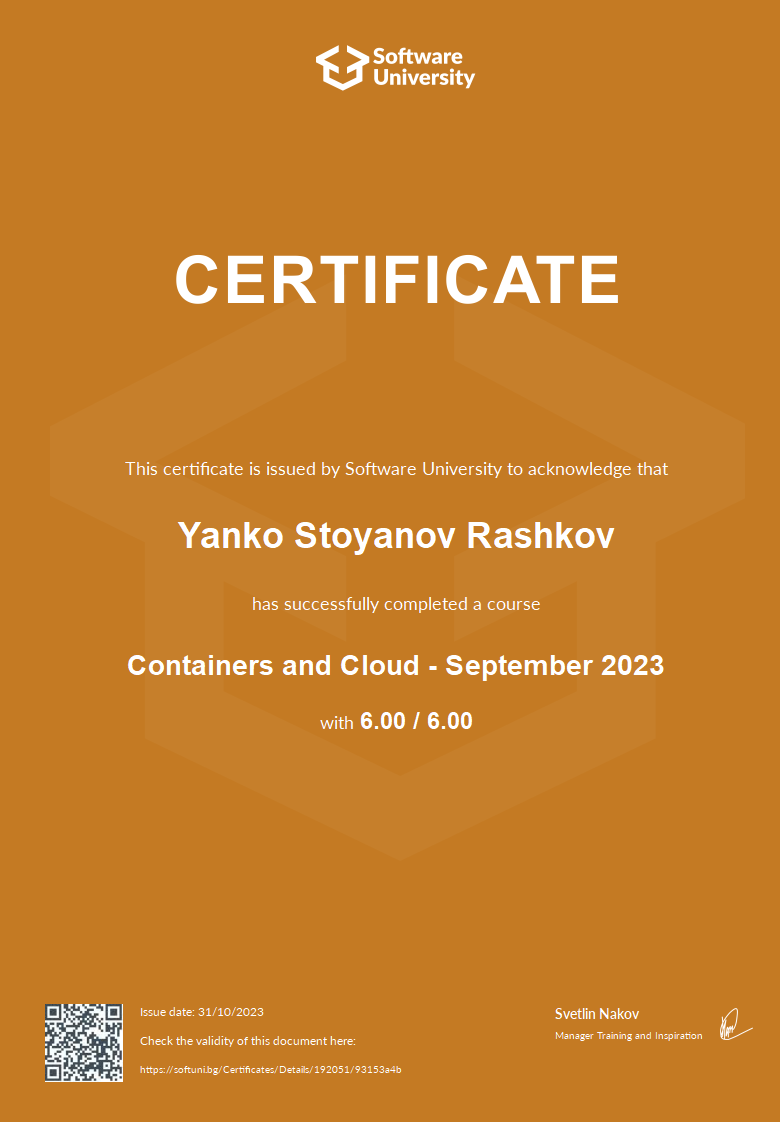 Software
University
CERTIFICATE
This certificate is issued by Software University to acknowledge that
Yanko Stoyanov Rashkov
has successfully completed a course
Containers and Cloud - September 2023
with 6.00 / 6.00
Issue date: 31/10/2023
Check the validity of this document here:
https://softuni.bg/Certificates/Details/192051/93153a4b
Svetlin Nakov
Manager Training and Inspiration